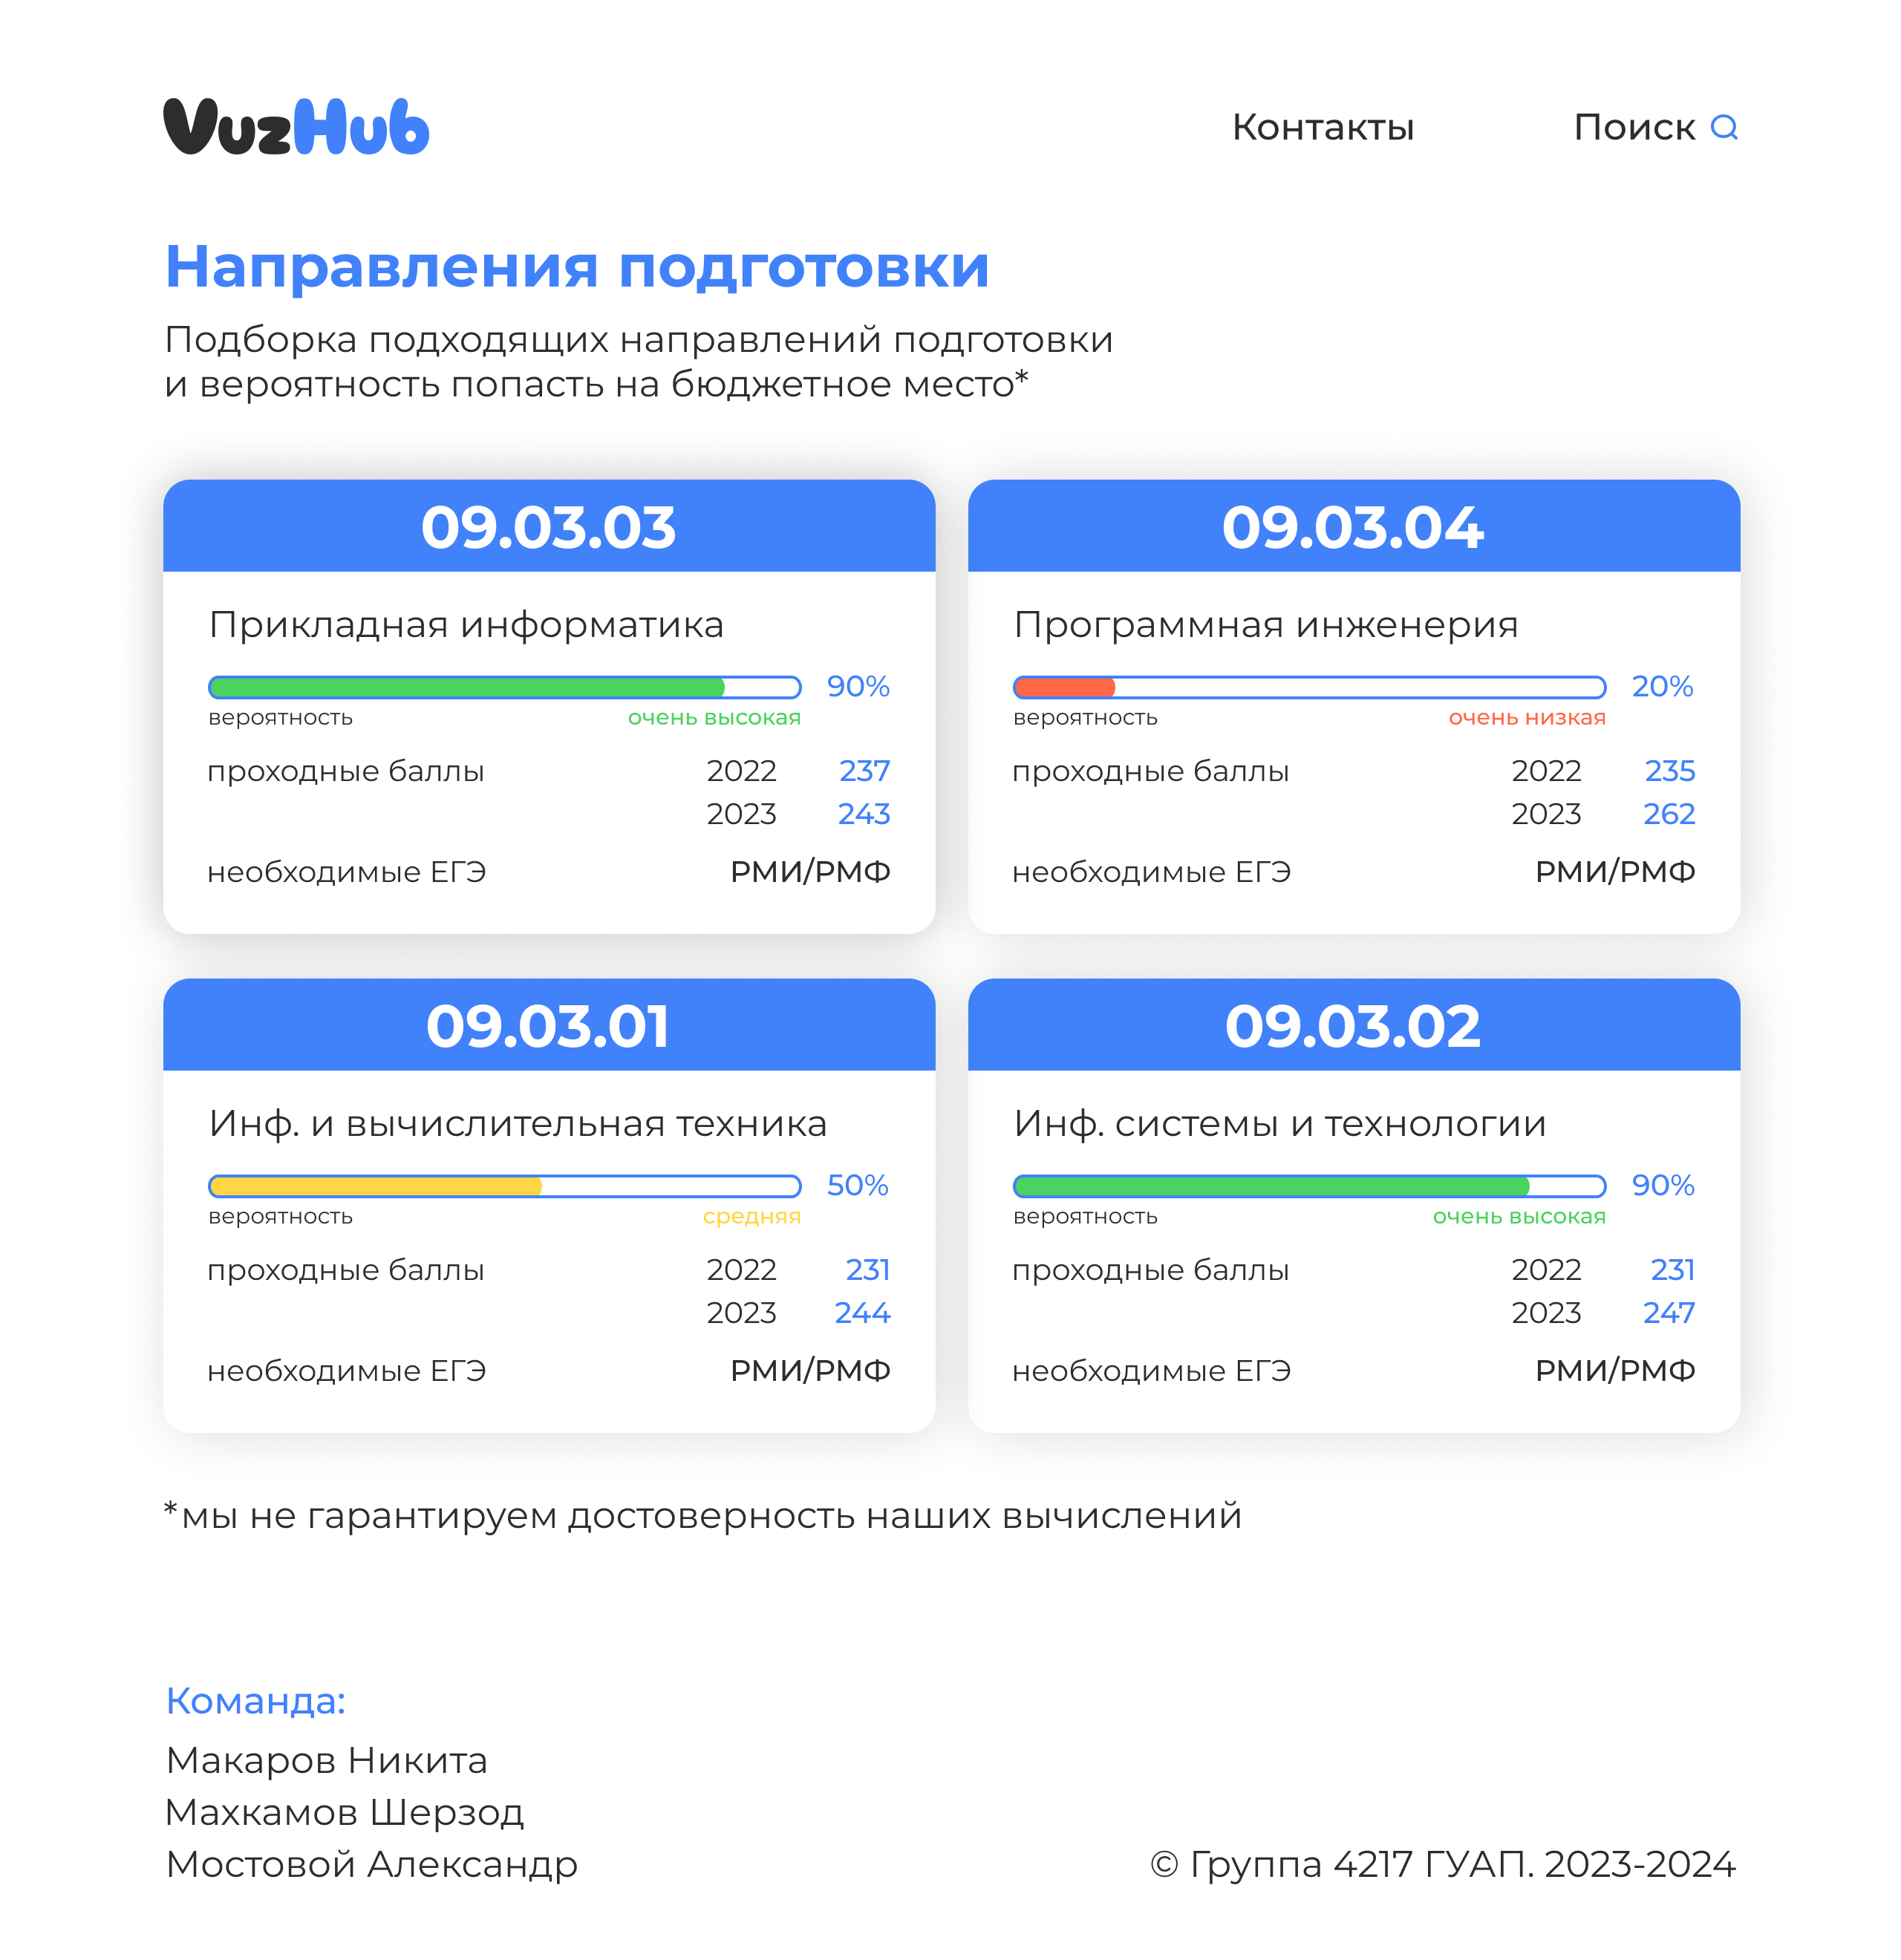 VuzHub
Контакты
Поиск
Направления подготовки
Подборка подходящих направлений подготовки
и вероятность попасть на бюджетное место*
09.03.03
Прикладная информатика
90%
вероятность очень высокая
проходные баллы 2022 237
2023 243
необходимые ЕГЭ РМИ/РМФ
09.03.04
Программная инженерия
20%
вероятность очень низкая
проходные баллы 2022 235
2023 262
необходимые ЕГЭ РМИ/РМФ
09.03.01
Инф. и вычислительная техника
50%
вероятность средняя
проходные баллы 2022 231
2023 244
необходимые ЕГЭ РМИ/РМФ
09.03.02
Инф. системы и технологии
90%
вероятность очень высокая
проходные баллы 2022 231
2023 247
необходимые ЕГЭ РМИ/РМФ
*мы не гарантируем достоверность наших вычислений
Команда:
Макаров Никита
Махкамов Шерзод
Мостовой Александр
© Группа 4217 ГУАП. 2023-2024